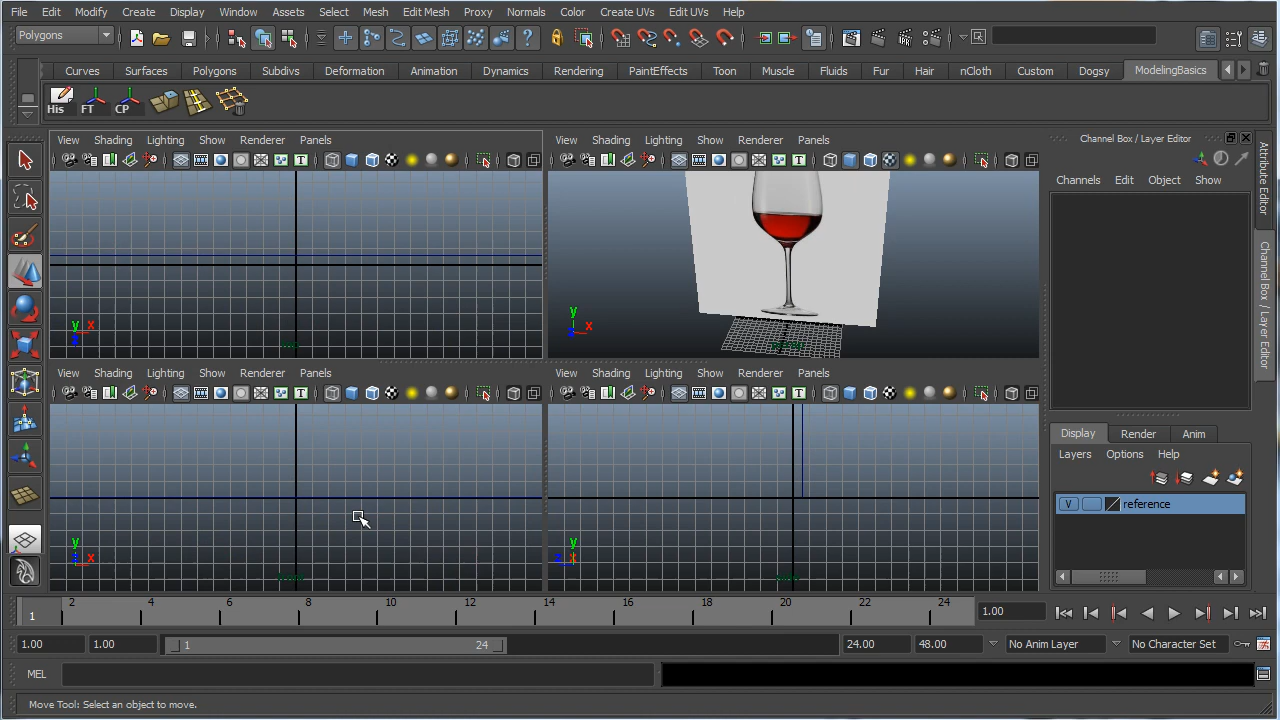 File Edit Modify Create Display Window Assets Select Mesh Edit Mesh Proxy Normals Color Create UVs Edit UVs Help
Polygons
Curves Surfaces Polygons Subdivs Deformation Animation Dynamics Rendering PaintEffects Toon Muscle Fluids Fur Hair nCloth Custom Dogsy ModelingBasics
His FT CP
View Shading Lighting Show Renderer Panels
View Shading Lighting Show Renderer Panels
Channel Box / Layer Editor
Channels Edit Object Show
Attribute Editor
Channel Box / Layer Editor
y x
y x
View Shading Lighting Show Renderer Panels
View Shading Lighting Show Renderer Panels
Display Render Anim
Layers Options Help
V reference
y x
y
1 2 4 6 8 10 12 14 16 18 20 22 24 1.00
1.00 1.00 1 24 24.00 48.00 No Anim Layer No Character Set
MEL
Move Tool: Select an object to move.